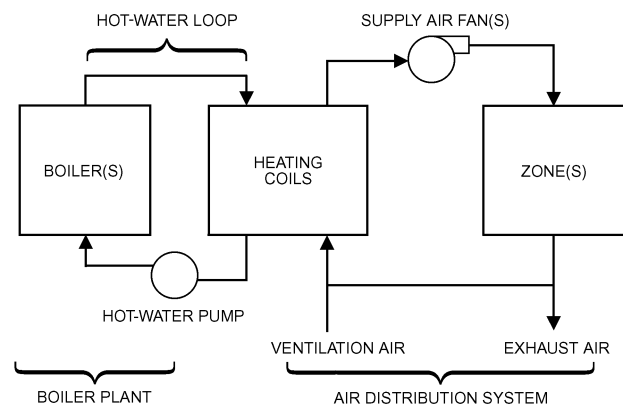 HOT-WATER LOOP
SUPPLY AIR FAN(S)
BOILER(S)
HEATING
COILS
ZONE(S)
HOT-WATER PUMP
VENTILATION AIR
EXHAUST AIR
BOILER PLANT
AIR DISTRIBUTION SYSTEM